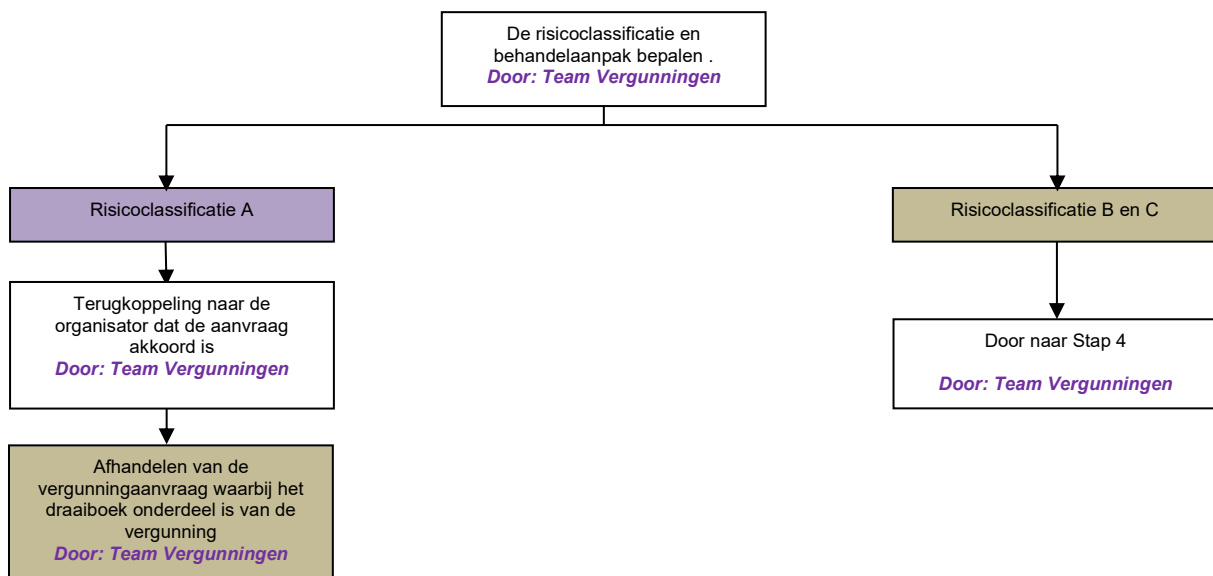 De risicoclassificatie en
behandelaanpak bepalen .
Door: Team Vergunningen
Risicoclassificatie A
Terugkoppeling naar de
organisator dat de aanvraag
akkoord is
Door: Team Vergunningen
Afhandelen van de
vergunningaanvraag waarbij het
draaiboek onderdeel is van de
vergunning
Door: Team Vergunningen
Risicoclassificatie B en C
Door naar Stap 4
Door: Team Vergunningen